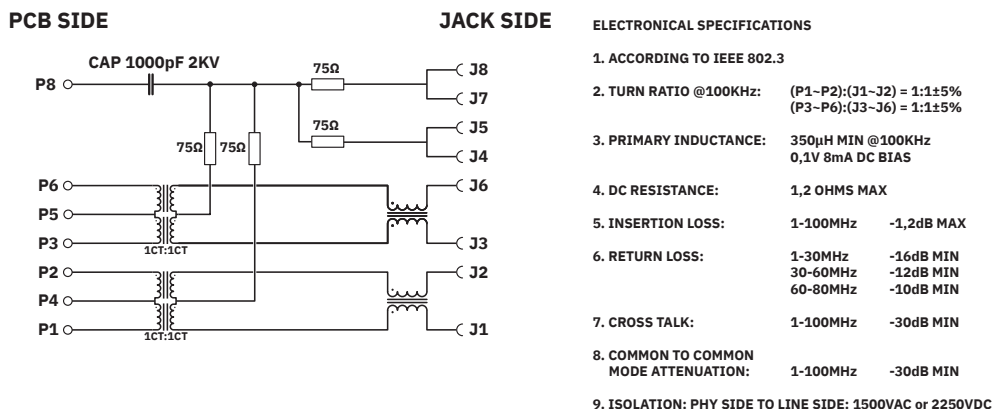 PCB SIDE
JACK SIDE
CAP 1000pF 2KV
P8
75Ω
J8
J7
75Ω
J5
J4
75Ω 75Ω
P6
J6
P5
P3
J3
1CT:1CT
P2
J2
P4
P1
J1
1CT:1CT
ELECTRONICAL SPECIFICATIONS
1. ACCORDING TO IEEE 802.3
2. TURN RATIO @100KHz: (P1~P2):(J1~J2) = 1:1±5%
(P3~P6):(J3~J6) = 1:1±5%
3. PRIMARY INDUCTANCE: 350µH MIN @100KHz
0,1V 8mA DC BIAS
4. DC RESISTANCE: 1,2 OHMS MAX
5. INSERTION LOSS: 1-100MHz -1,2dB MAX
6. RETURN LOSS: 1-30MHz -16dB MIN
30-60MHz -12dB MIN
60-80MHz -10dB MIN
7. CROSS TALK: 1-100MHz -30dB MIN
8. COMMON TO COMMON
MODE ATTENUATION: 1-100MHz -30dB MIN
9. ISOLATION: PHY SIDE TO LINE SIDE: 1500VAC or 2250VDC